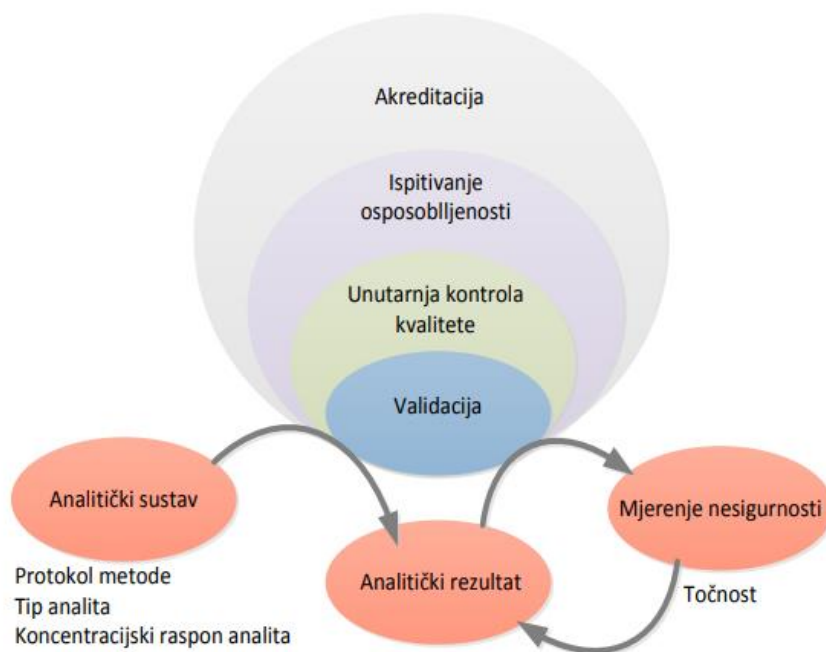 Akreditacija
Ispitivanje
osposoblljenosti
Unutarnja kontrola
kvalitete
Validacija
Analitički sustav
Mjerenje nesigurnosti
Protokol metode
Tip analita
Koncentracijski raspon analita
Analitički rezultat
Točnost